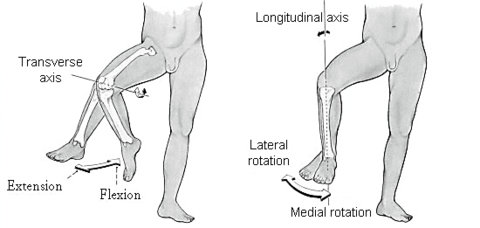 Transverse
axis
Extension
Flexion
Longitudinal axis
Lateral
rotation
Medial rotation